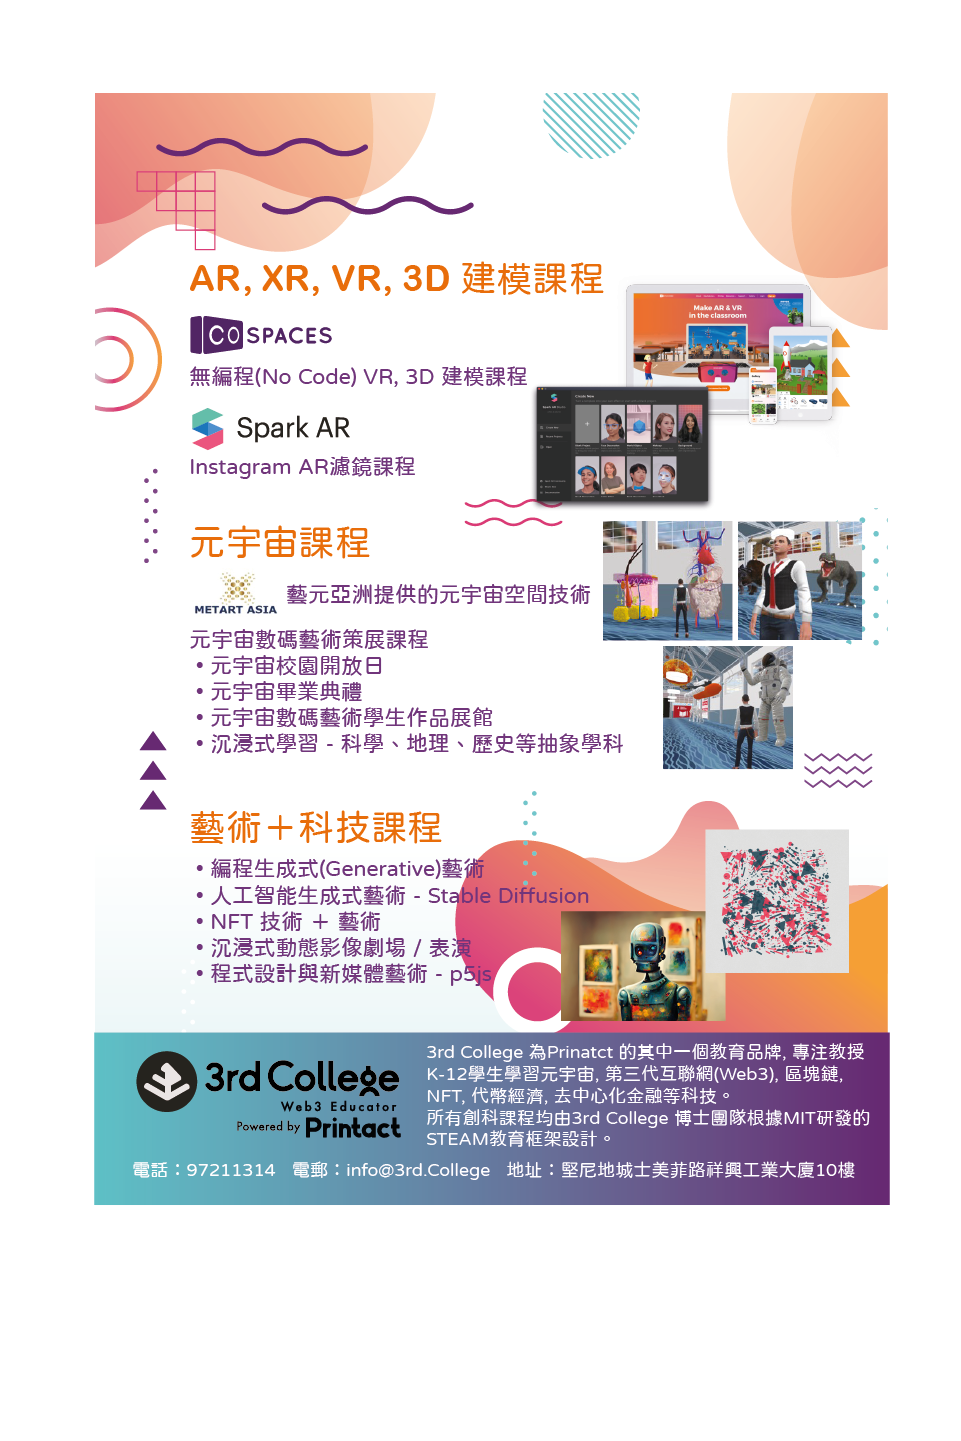 AR, XR, VR, 3D 建模課程
COSPACES
無編程(No Code) VR, 3D 建模課程
Make AR & VR
in the classroom
Spark AR
Instagram AR濾鏡課程
Create New
元宇宙課程
METART ASIA
藝元亞洲提供的元宇宙空間技術
元宇宙數碼藝術策展課程
• 元宇宙校園開放日
• 元宇宙畢業典禮
• 元宇宙數碼藝術學生作品展館
• 沉浸式學習 - 科學、地理、歷史等抽象學科
藝術＋科技課程
• 編程生成式(Generative)藝術
• 人工智能生成式藝術 - Stable Diffusion
• NFT 技術 ＋ 藝術
• 沉浸式動態影像劇場 / 表演
• 程式設計與新媒體藝術 - p5js
3rd College
Web3 Educator
Powered by Printact
3rd College 為Prinatct 的其中一個教育品牌, 專注教授
K-12學生學習元宇宙, 第三代互聯網(Web3), 區塊鏈,
NFT, 代幣經濟, 去中心化金融等科技。
所有創科課程均由3rd College 博士團隊根據MIT研發的
STEAM教育框架設計。
電話：97211314 電郵：info@3rd.College 地址：堅尼地城士美菲路祥興工業大廈10樓